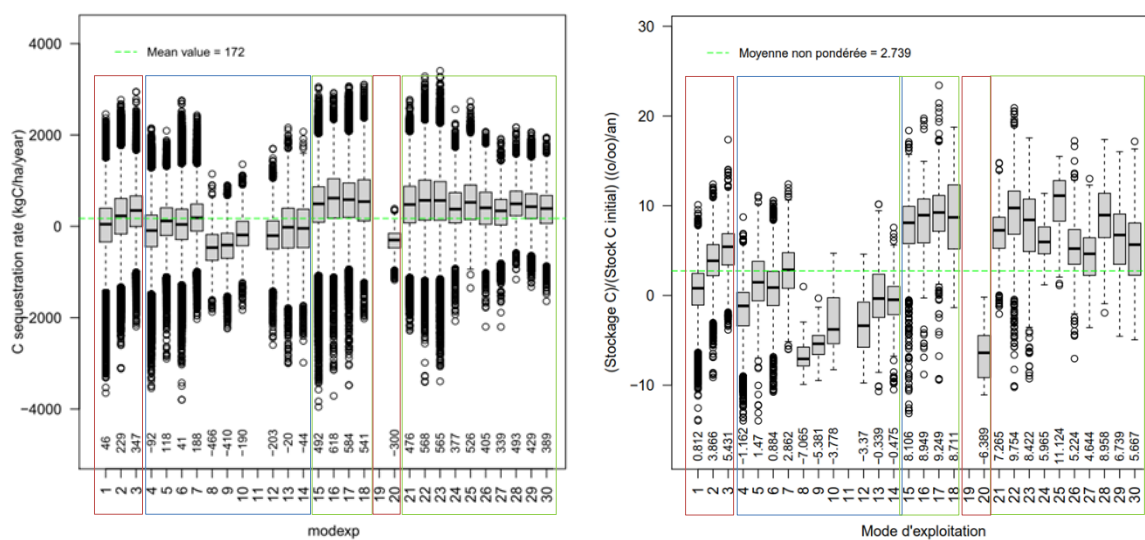 Mean value = 172
C sequestration rate (kgC/ha/year)
4000
2000
0
−2000
−4000
46 229 347 −92 118 41 188 −466 −410 −190 −203 −20 −44 492 618 584 541 −300 476 568 568 377 526 405 339 493 429 389
1 2 3 4 5 6 7 8 9 10 11 12 13 14 15 16 17 18 19 20 21 22 23 24 25 26 27 28 29 30
modexp
Moyenne non pondérée = 2.739
(Stockage C)/(Stock C initial) ((o/oo)/an)
30
20
10
0
−10
0.812 3.866 5.431 −1.162 1.47 0.884 2.862 −7.065 −5.381 −3.778 −3.37 −0.339 −0.475 8.106 8.949 9.249 8.711 −6.389 7.265 9.754 8.422 5.965 11.124 5.224 4.644 8.958 6.739 5.667
1 2 3 4 5 6 7 8 9 10 11 12 13 14 15 16 17 18 19 20 21 22 23 24 25 26 27 28 29 30
Mode d'exploitation